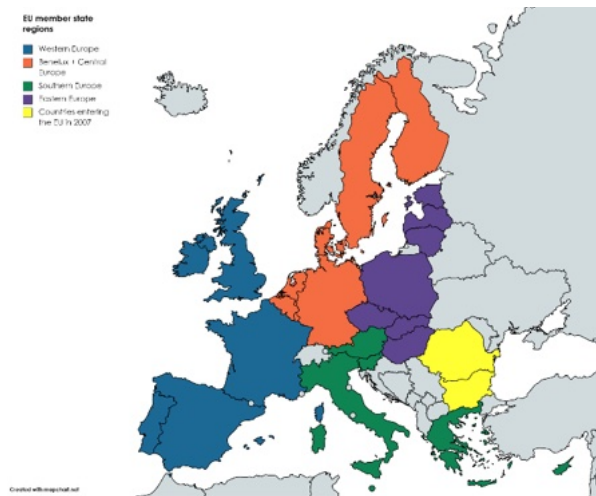 EU member state
regions
Western Europe
Benelux + Central
Europe
Southern Europe
Eastern Europe
Countries entering
the EU in 2007
Created with mapchart.net